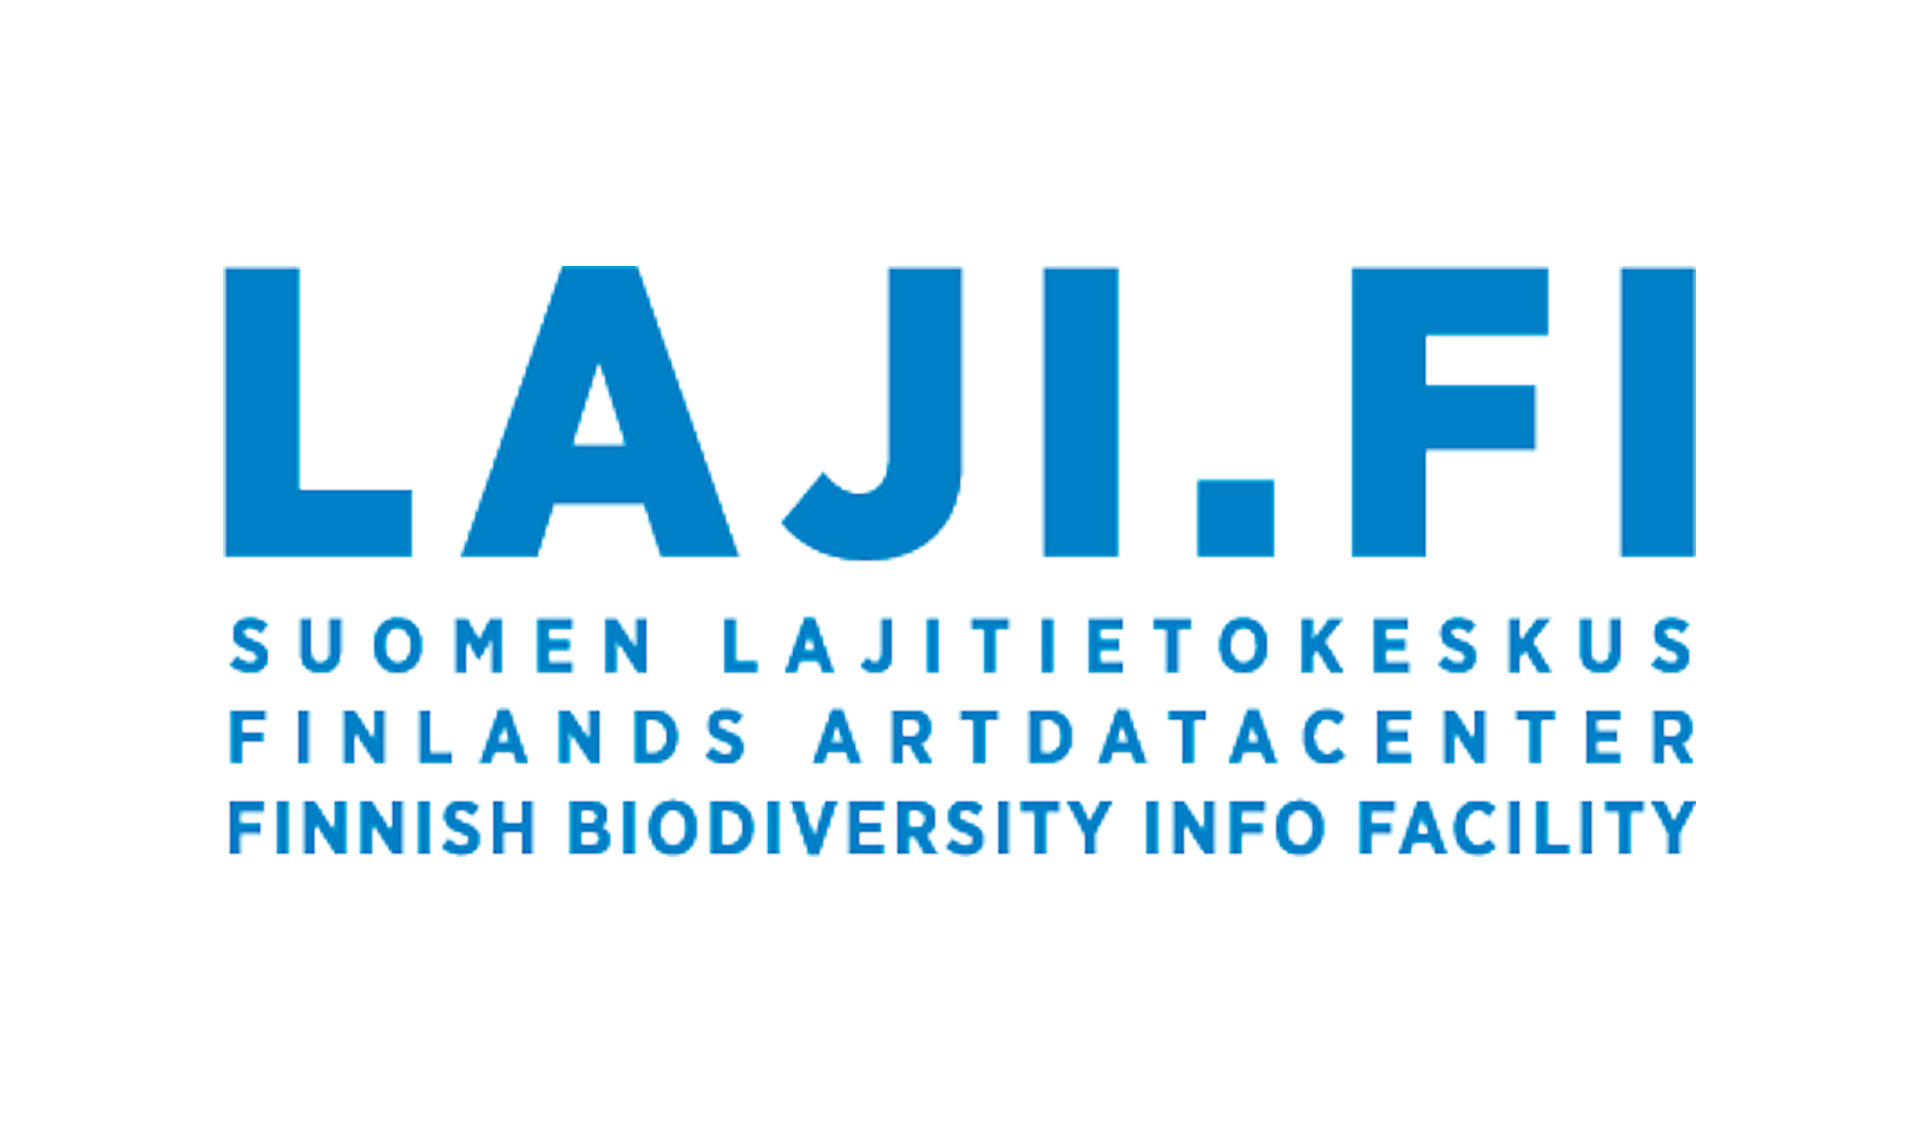 LAJI.FI
SUOMEN LAJITIETOKESKUS
FINLANDS ARTDATACENTER
FINNISH BIODIVERSITY INFO FACILITY